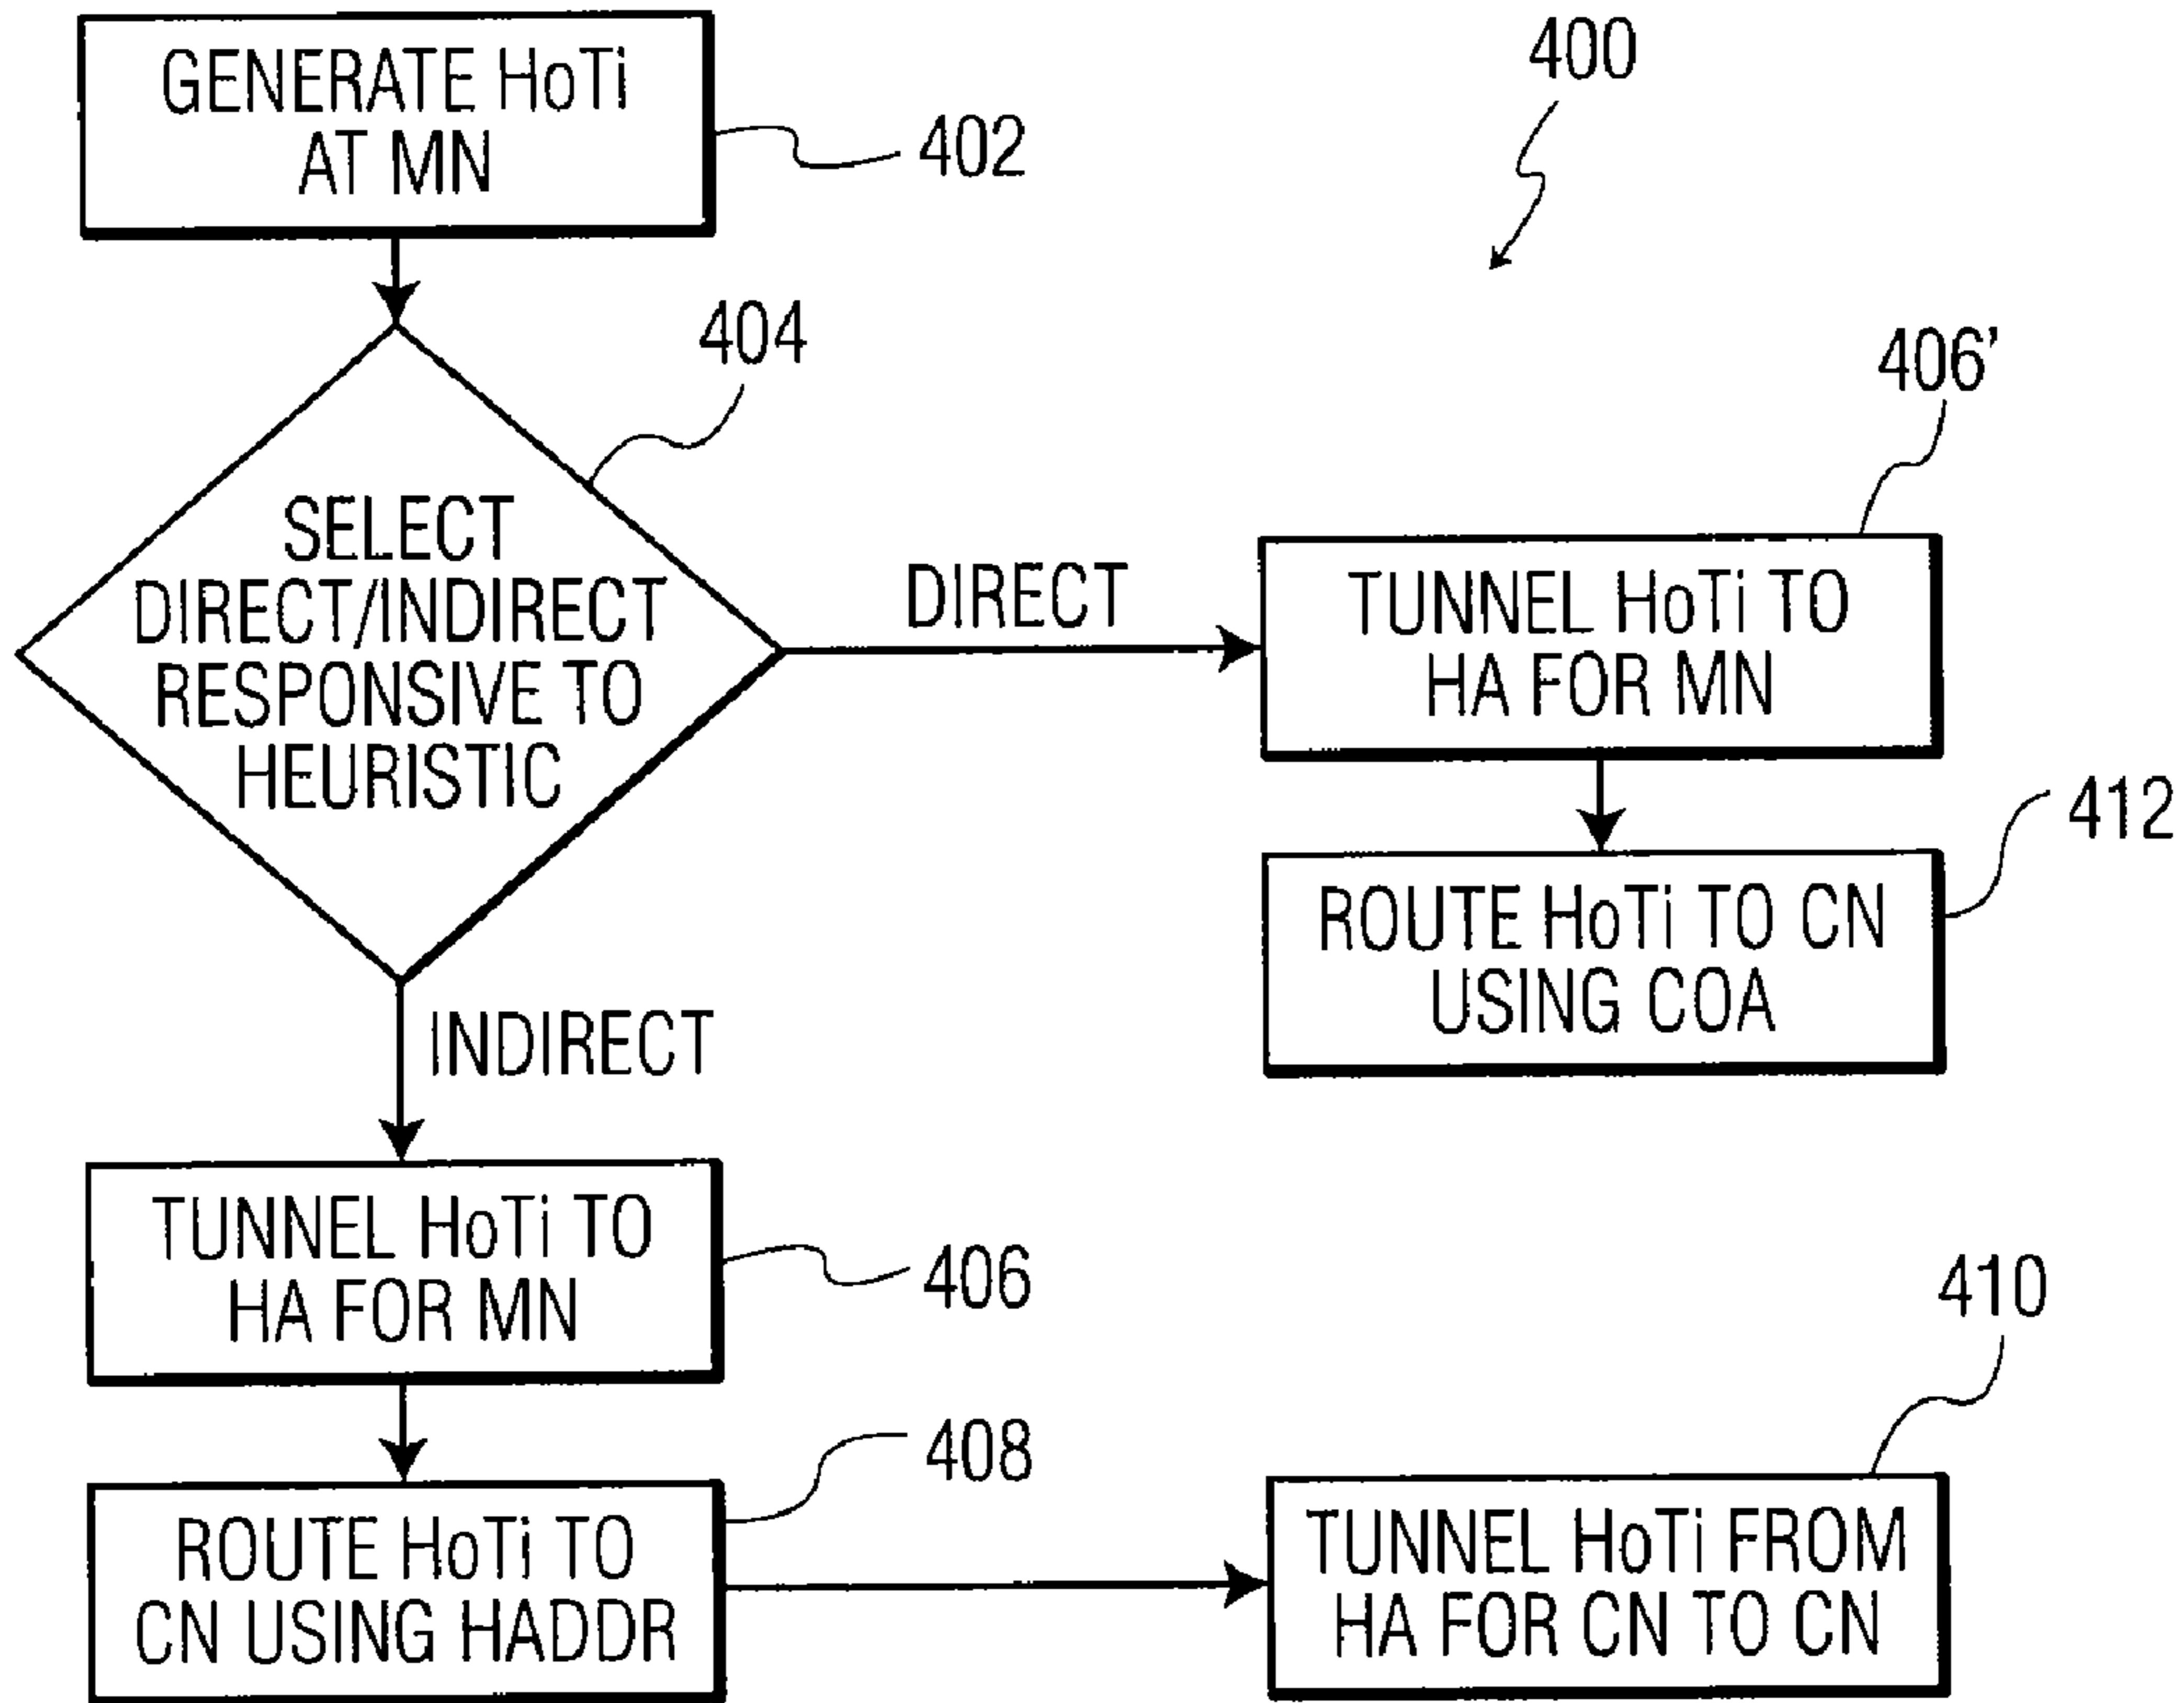 GENERATE HoTi
AT MN
402
400
404
SELECT
DIRECT/INDIRECT
RESPONSIVE TO
HEURISTIC
DIRECT
406'
TUNNEL HoTi TO
HA FOR MN
412
ROUTE HoTi TO CN
USING COA
INDIRECT
TUNNEL HoTi TO
HA FOR MN
406
408
ROUTE HoTi TO
CN USING HADDR
410
TUNNEL HoTi FROM
HA FOR CN TO CN